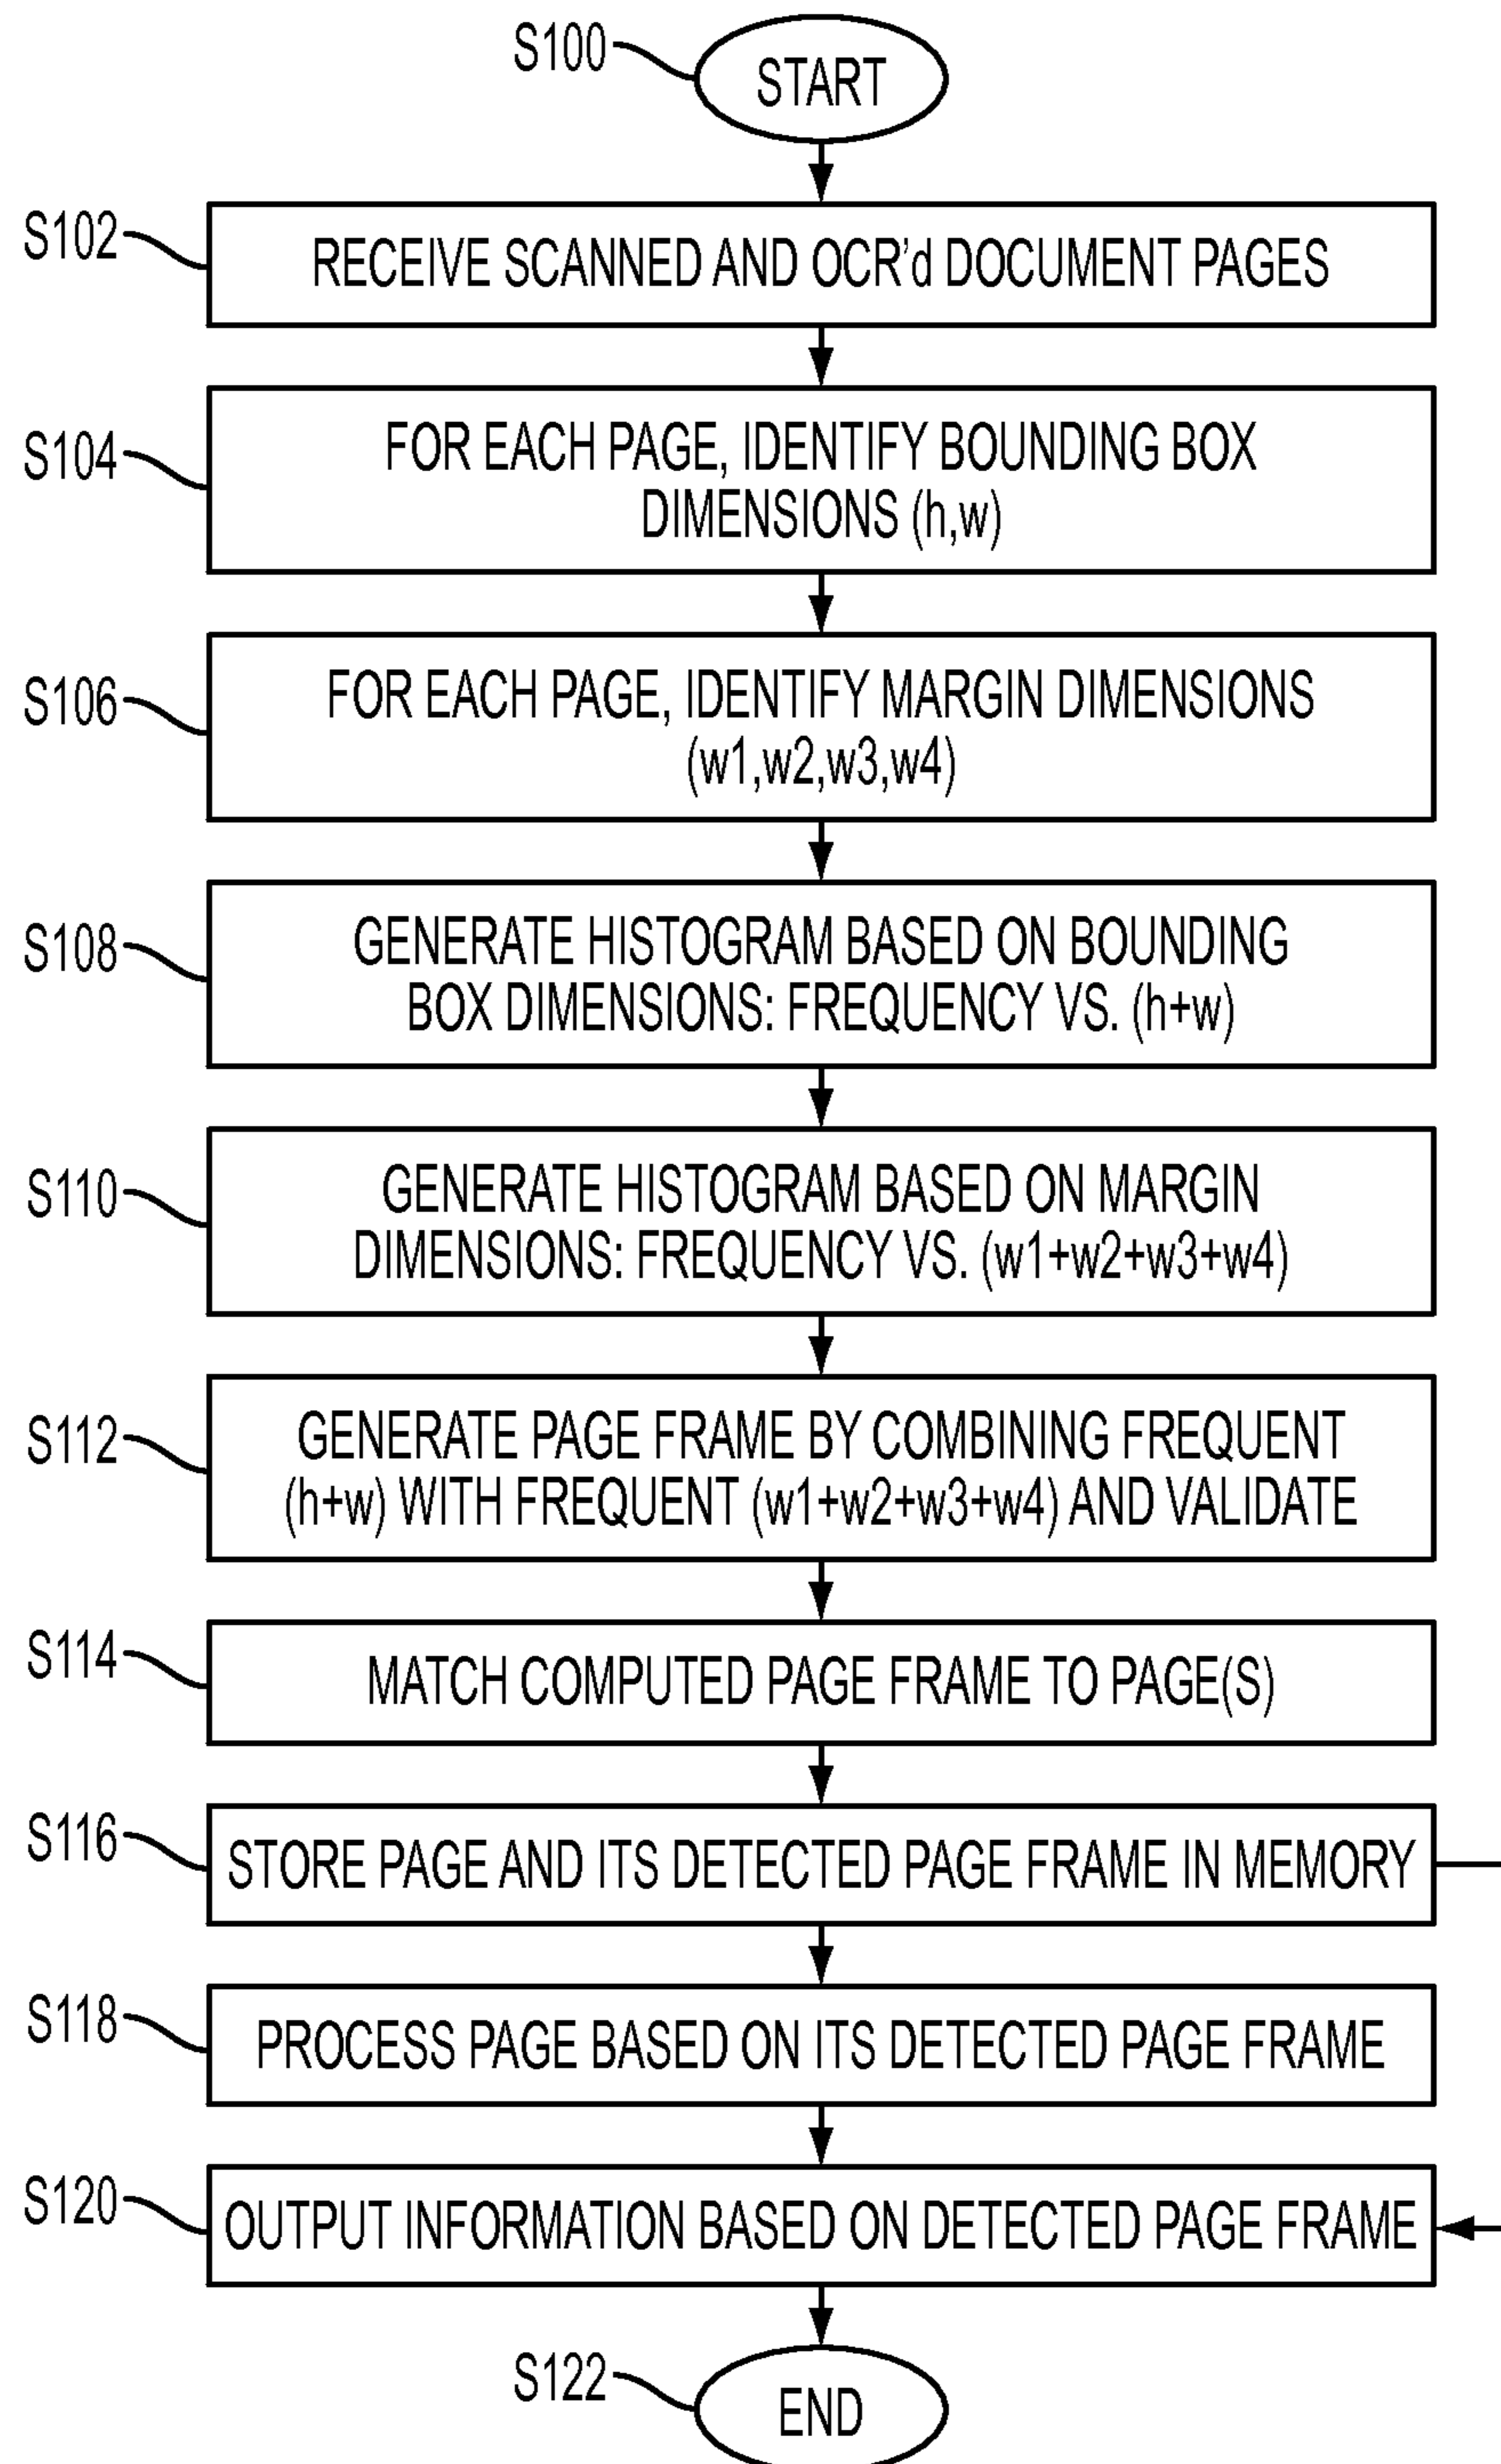 S100
START
S102
RECEIVE SCANNED AND OCR'd DOCUMENT PAGES
S104
FOR EACH PAGE, IDENTIFY BOUNDING BOX
DIMENSIONS (h,w)
S106
FOR EACH PAGE, IDENTIFY MARGIN DIMENSIONS
(w1,w2,w3,w4)
S108
GENERATE HISTOGRAM BASED ON BOUNDING
BOX DIMENSIONS: FREQUENCY VS. (h+w)
S110
GENERATE HISTOGRAM BASED ON MARGIN
DIMENSIONS: FREQUENCY VS. (w1+w2+w3+w4)
S112
GENERATE PAGE FRAME BY COMBINING FREQUENT
(h+w) WITH FREQUENT (w1+w2+w3+w4) AND VALIDATE
S114
MATCH COMPUTED PAGE FRAME TO PAGE(S)
S116
STORE PAGE AND ITS DETECTED PAGE FRAME IN MEMORY
S118
PROCESS PAGE BASED ON ITS DETECTED PAGE FRAME
S120
OUTPUT INFORMATION BASED ON DETECTED PAGE FRAME
S122
END